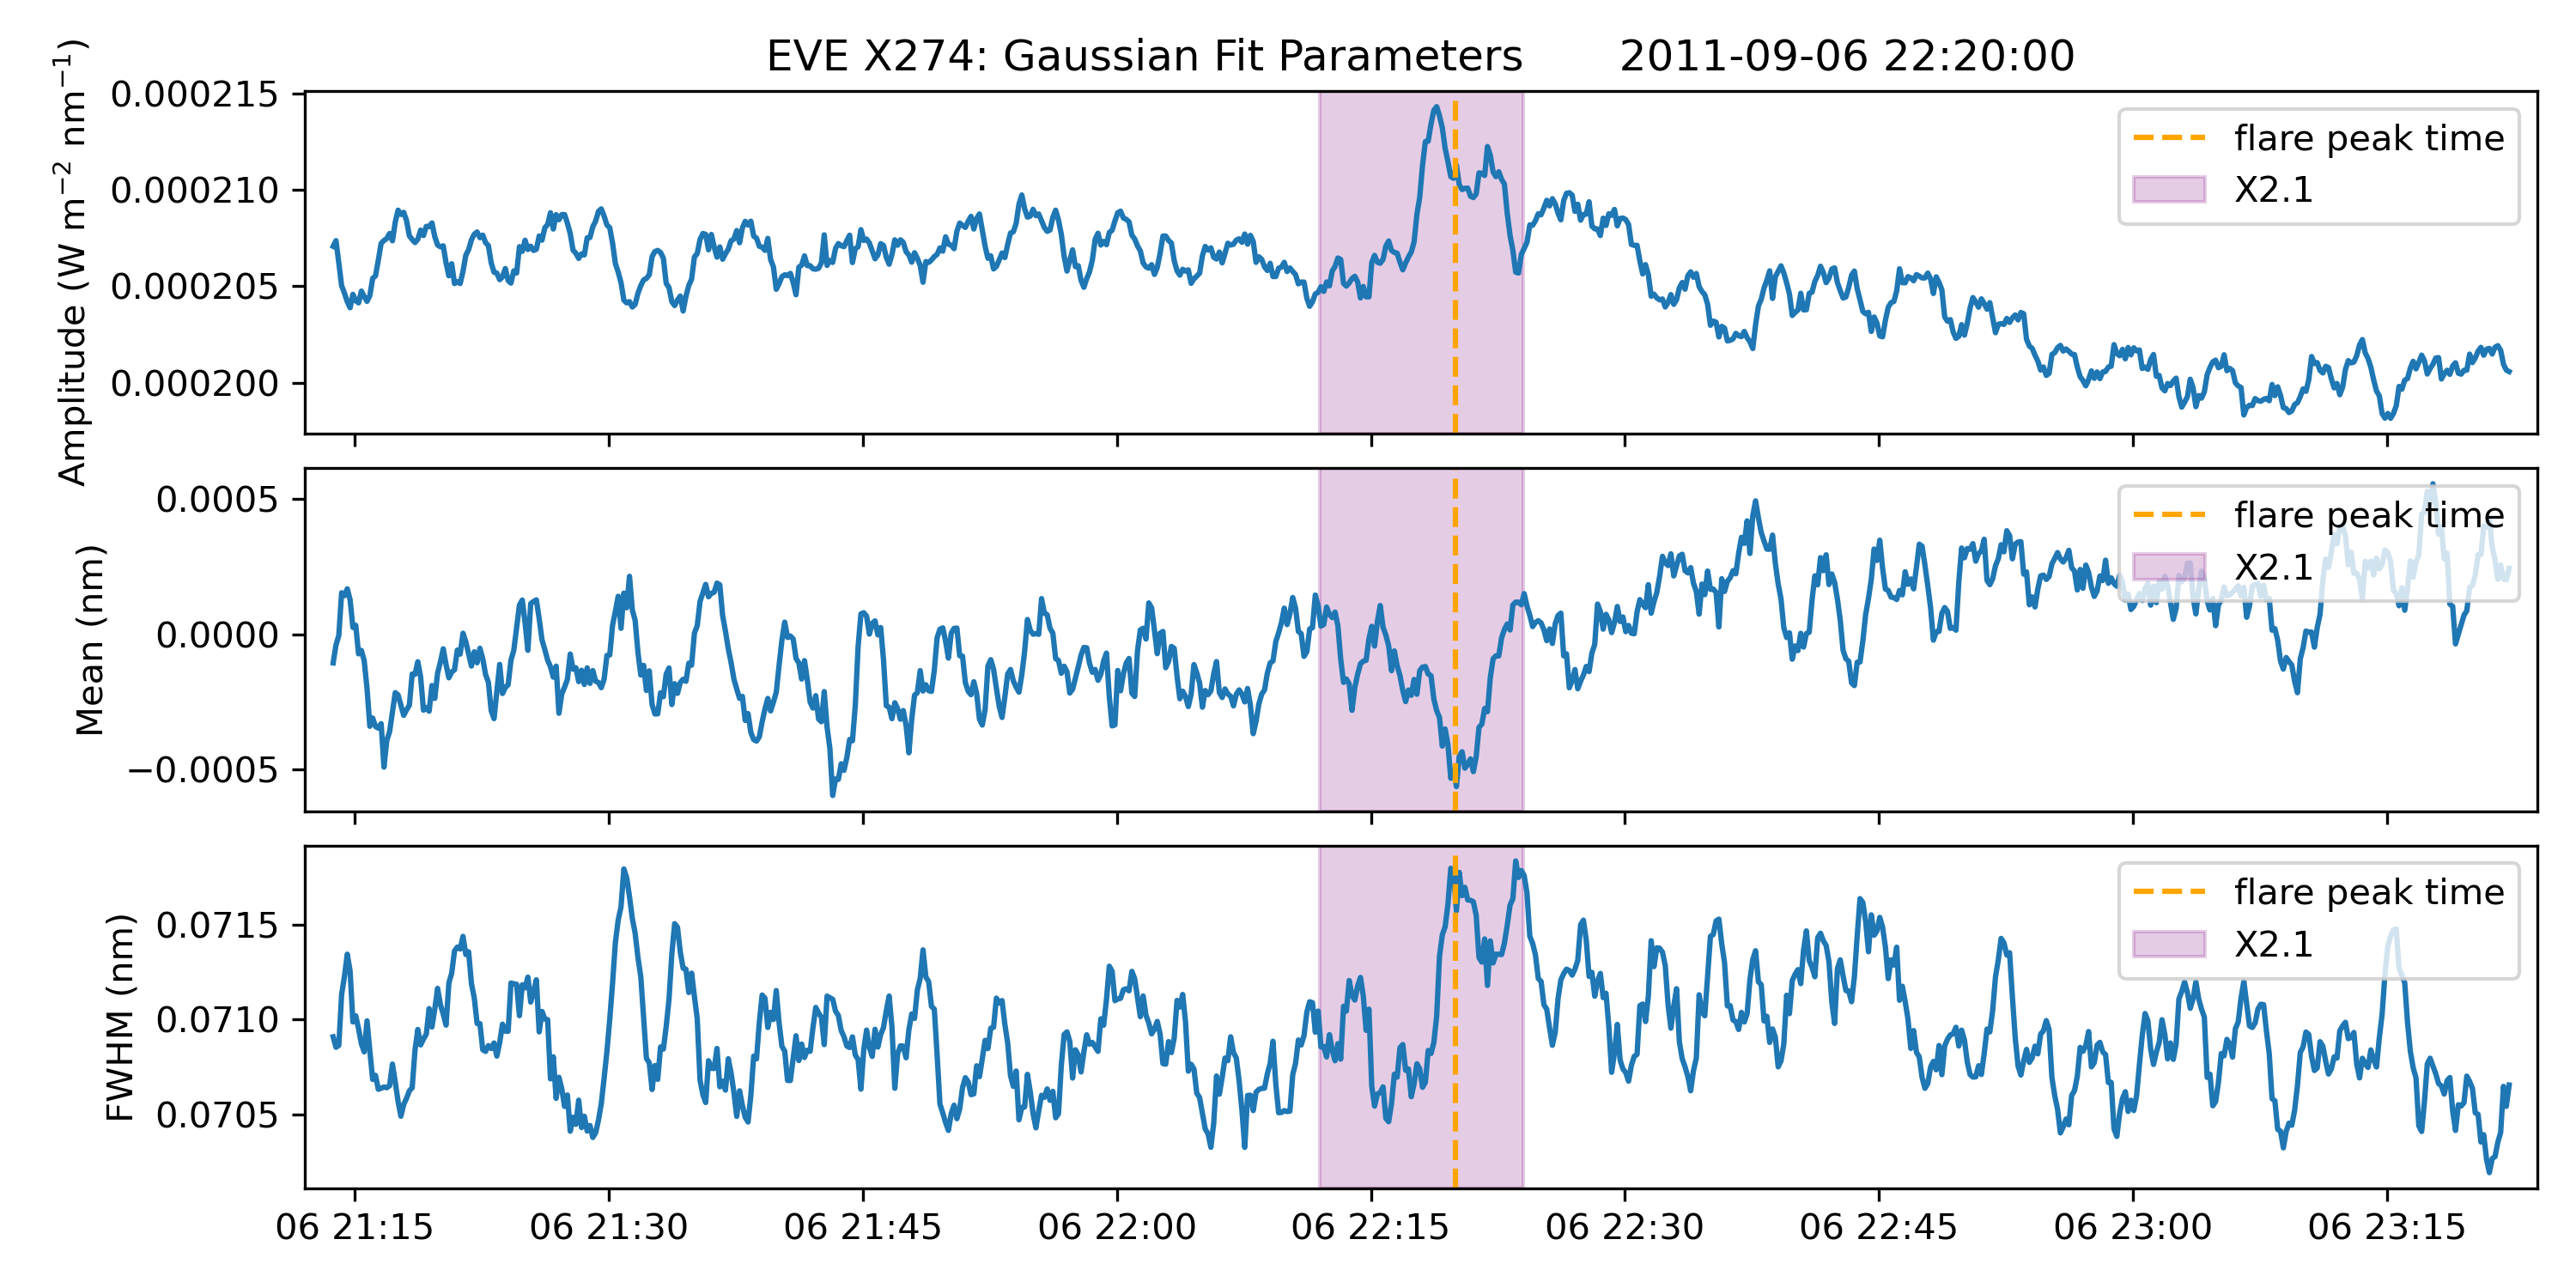 EVE X274: Gaussian Fit Parameters 2011-09-06 22:20:00
Amplitude (W m⁻² nm⁻¹)
0.000215
0.000210
0.000205
0.000200
flare peak time
X2.1
Mean (nm)
0.0005
0.0000
−0.0005
flare peak time
X2.1
FWHM (nm)
0.0715
0.0710
0.0705
flare peak time
X2.1
06 21:15 06 21:30 06 21:45 06 22:00 06 22:15 06 22:30 06 22:45 06 23:00 06 23:15